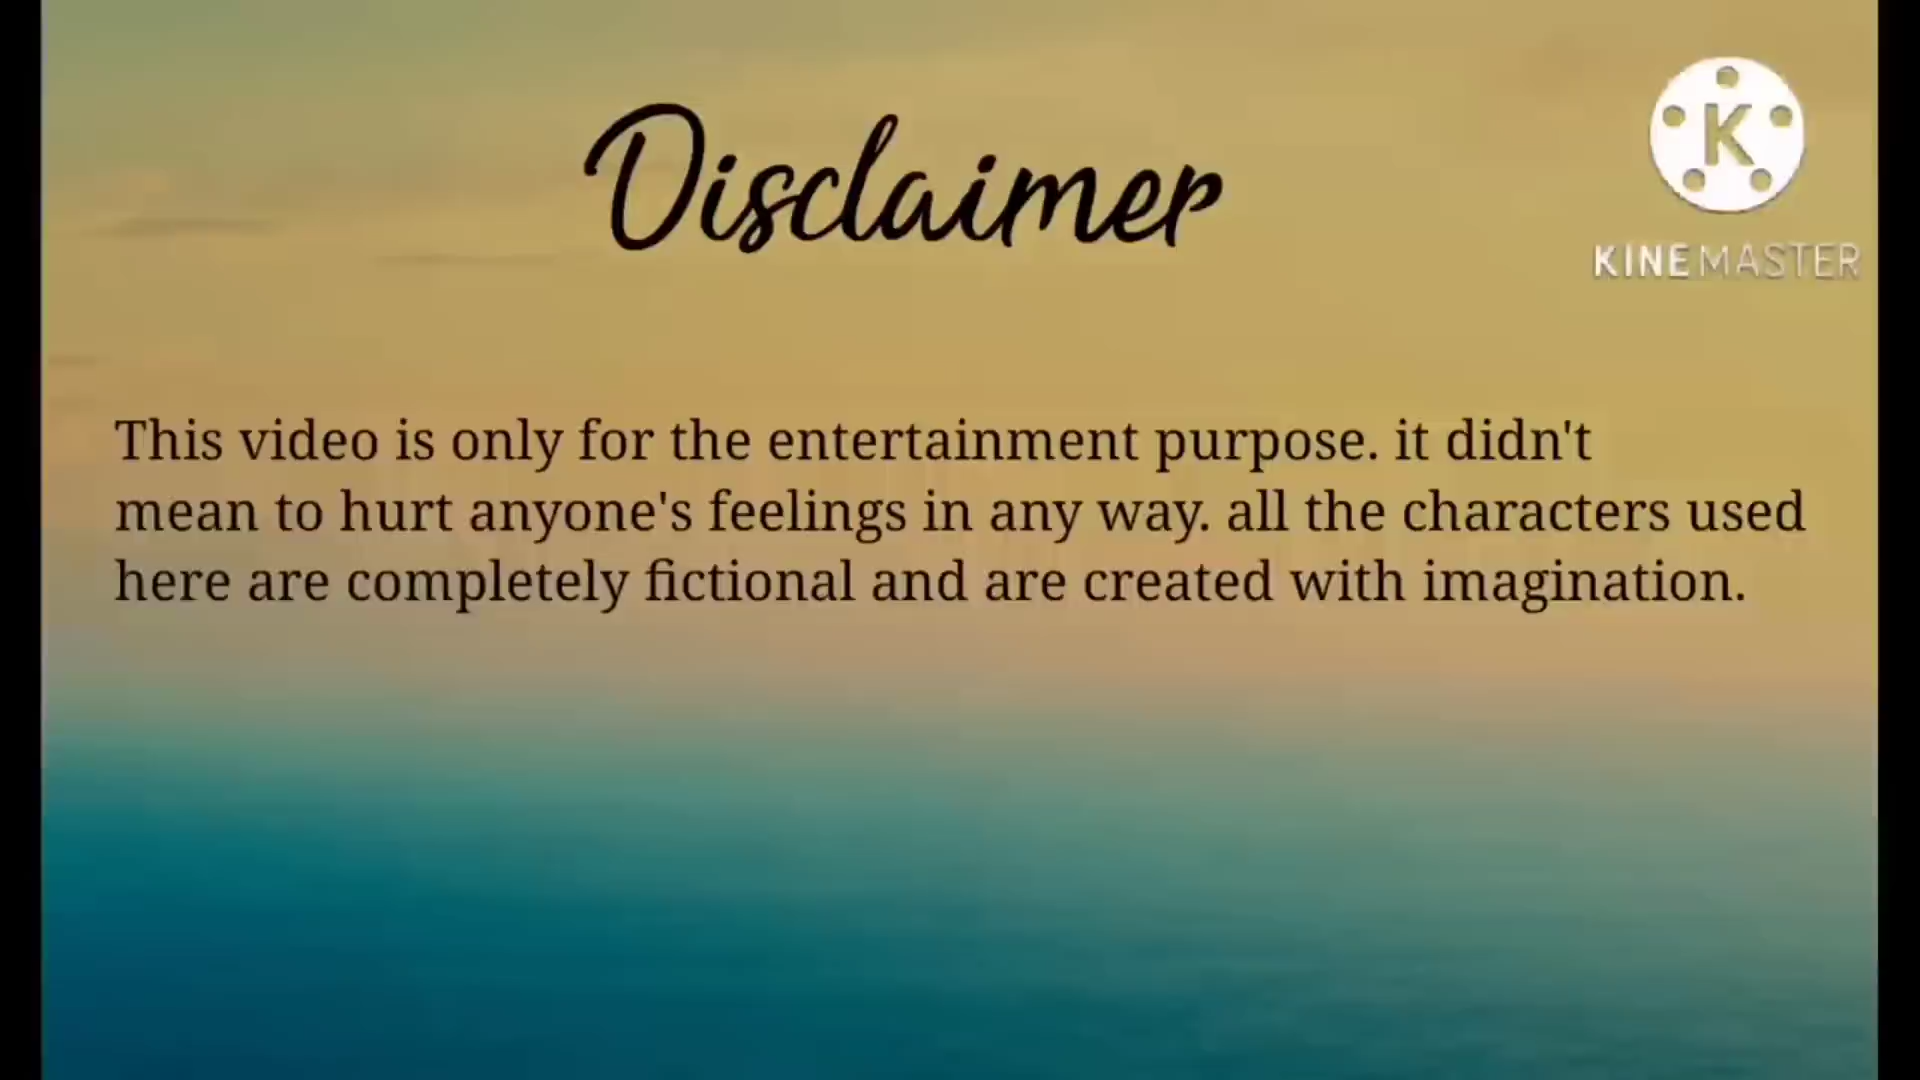 Disclaimer
K
KINEMASTER
This video is only for the entertainment purpose. it didn't
mean to hurt anyone's feelings in any way. all the characters used
here are completely fictional and are created with imagination.